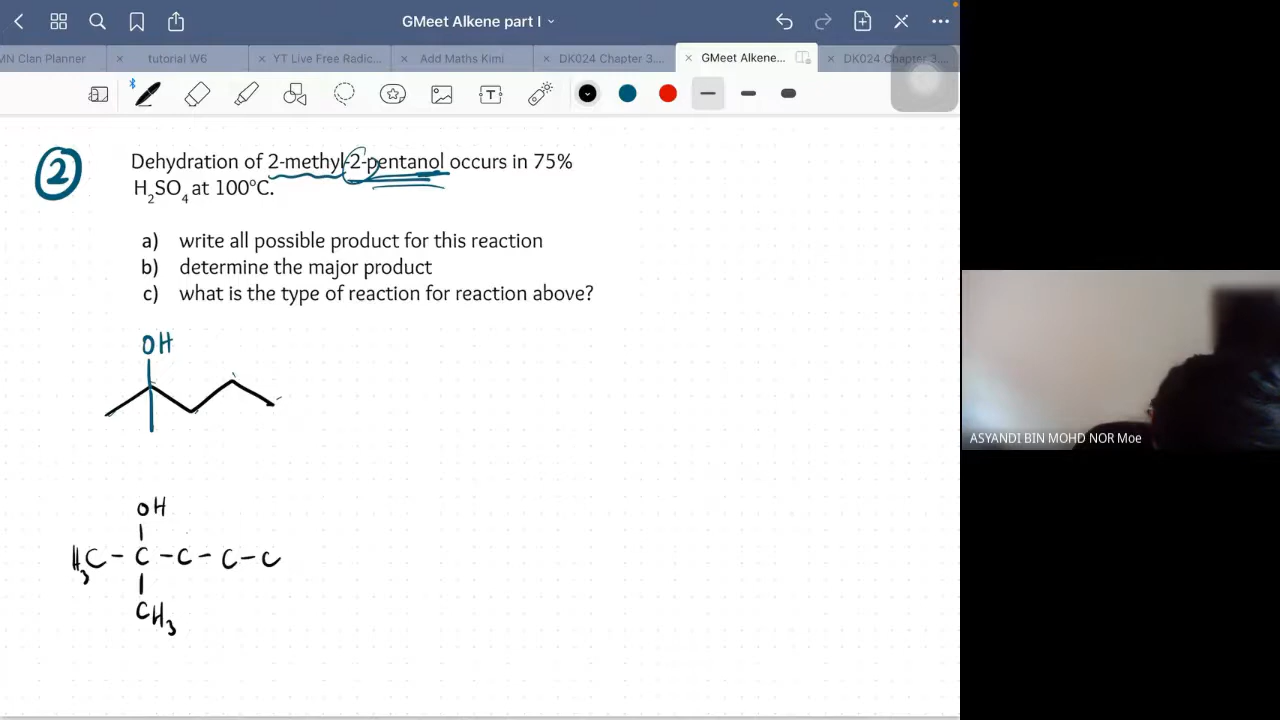 GMeet Alkene part I
MN Clan Planner
tutorial W6
YT Live Free Radic...
Add Maths Kimi
DK024 Chapter 3....
GMeet Alkene...
DK024 Chapter 3...
2
Dehydration of 2-methyl-2-pentanol occurs in 75%
H₂SO₄ at 100°C.
a) write all possible product for this reaction
b) determine the major product
c) what is the type of reaction for reaction above?
OH
OH
H₃C - C - C - C - C
CH₃
ASYANDI BIN MOHD NOR Moe